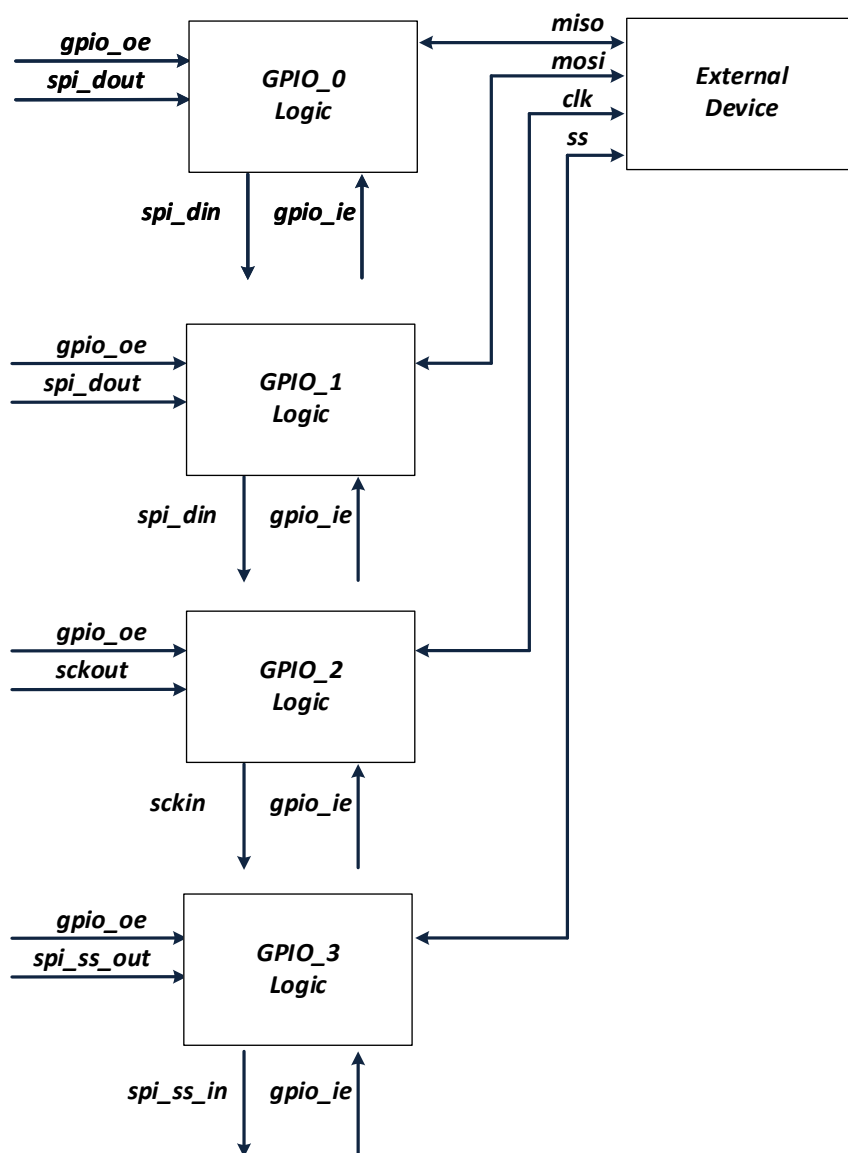 miso
gpio_oe
mosi
spi_dout
GPIO_0
Logic
External
Device
clk
ss
spi_din
gpio_ie
gpio_oe
spi_dout
GPIO_1
Logic
spi_din
gpio_ie
gpio_oe
sckout
GPIO_2
Logic
sckin
gpio_ie
gpio_oe
spi_ss_out
GPIO_3
Logic
spi_ss_in
gpio_ie